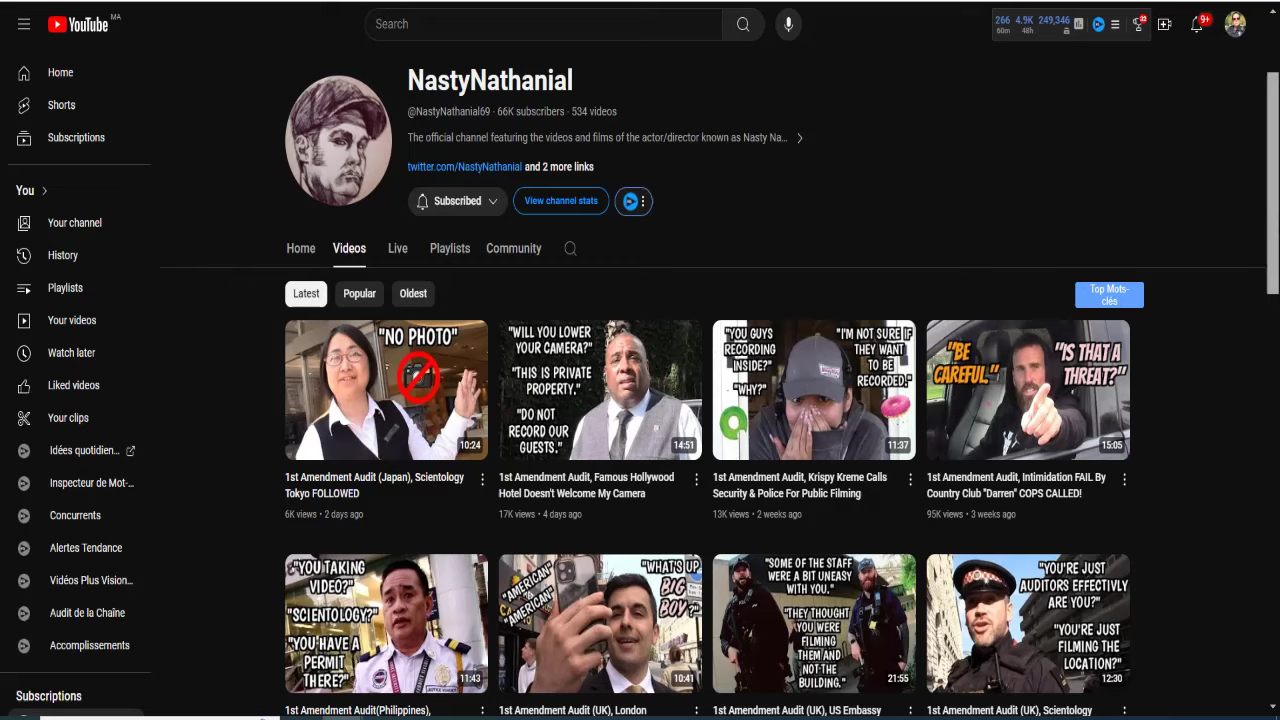 YouTube MA
Search
266 4.9K 249,346
60m 48h
22
9+
Home
Shorts
Subscriptions
You
Your channel
History
Playlists
Your videos
Watch later
Liked videos
Your clips
Idées quotidien...
Inspecteur de Mot-...
Concurrents
Alertes Tendance
Vidéos Plus Vision...
Audit de la Chaîne
Accomplissements
Subscriptions
NastyNathanial
@NastyNathanial69 · 66K subscribers · 534 videos
The official channel featuring the videos and films of the actor/director known as Nasty Na...
twitter.com/NastyNathanial and 2 more links
Subscribed
View channel stats
Home Videos Live Playlists Community
Latest Popular Oldest
Top Mots-
clés
"NO PHOTO"
10:24
1st Amendment Audit (Japan), Scientology
Tokyo FOLLOWED
6K views · 2 days ago
"WILL YOU LOWER
YOUR CAMERA?"
"THIS IS PRIVATE
PROPERTY."
"DO NOT
RECORD OUR
GUESTS."
14:51
1st Amendment Audit, Famous Hollywood
Hotel Doesn't Welcome My Camera
17K views · 4 days ago
"YOU GUYS
RECORDING
INSIDE?"
"WHY?"
"I'M NOT SURE IF
THEY WANT
TO BE
RECORDED."
11:37
1st Amendment Audit, Krispy Kreme Calls
Security & Police For Public Filming
13K views · 2 weeks ago
"BE
CAREFUL."
"IS THAT A
THREAT?"
15:05
1st Amendment Audit, Intimidation FAIL By
Country Club "Darren" COPS CALLED!
95K views · 3 weeks ago
"YOU TAKING
VIDEO?"
"SCIENTOLOGY?"
"YOU HAVE A
PERMIT
THERE?"
11:43
1st Amendment Audit(Philippines),
"AMERICAN"
"AMERICAN"
"WHAT'S UP
BIG
BOY?"
10:41
1st Amendment Audit (UK), London
"SOME OF THE STAFF
WERE A BIT UNEASY
WITH YOU."
"THEY THOUGHT
YOU WERE
FILMING
THEM AND
NOT THE
BUILDING."
21:55
1st Amendment Audit (UK), US Embassy
"YOU'RE JUST
AUDITORS EFFECTIVLY
ARE YOU?"
"YOU'RE JUST
FILMING THE
LOCATION?"
12:30
1st Amendment Audit (UK), Scientology